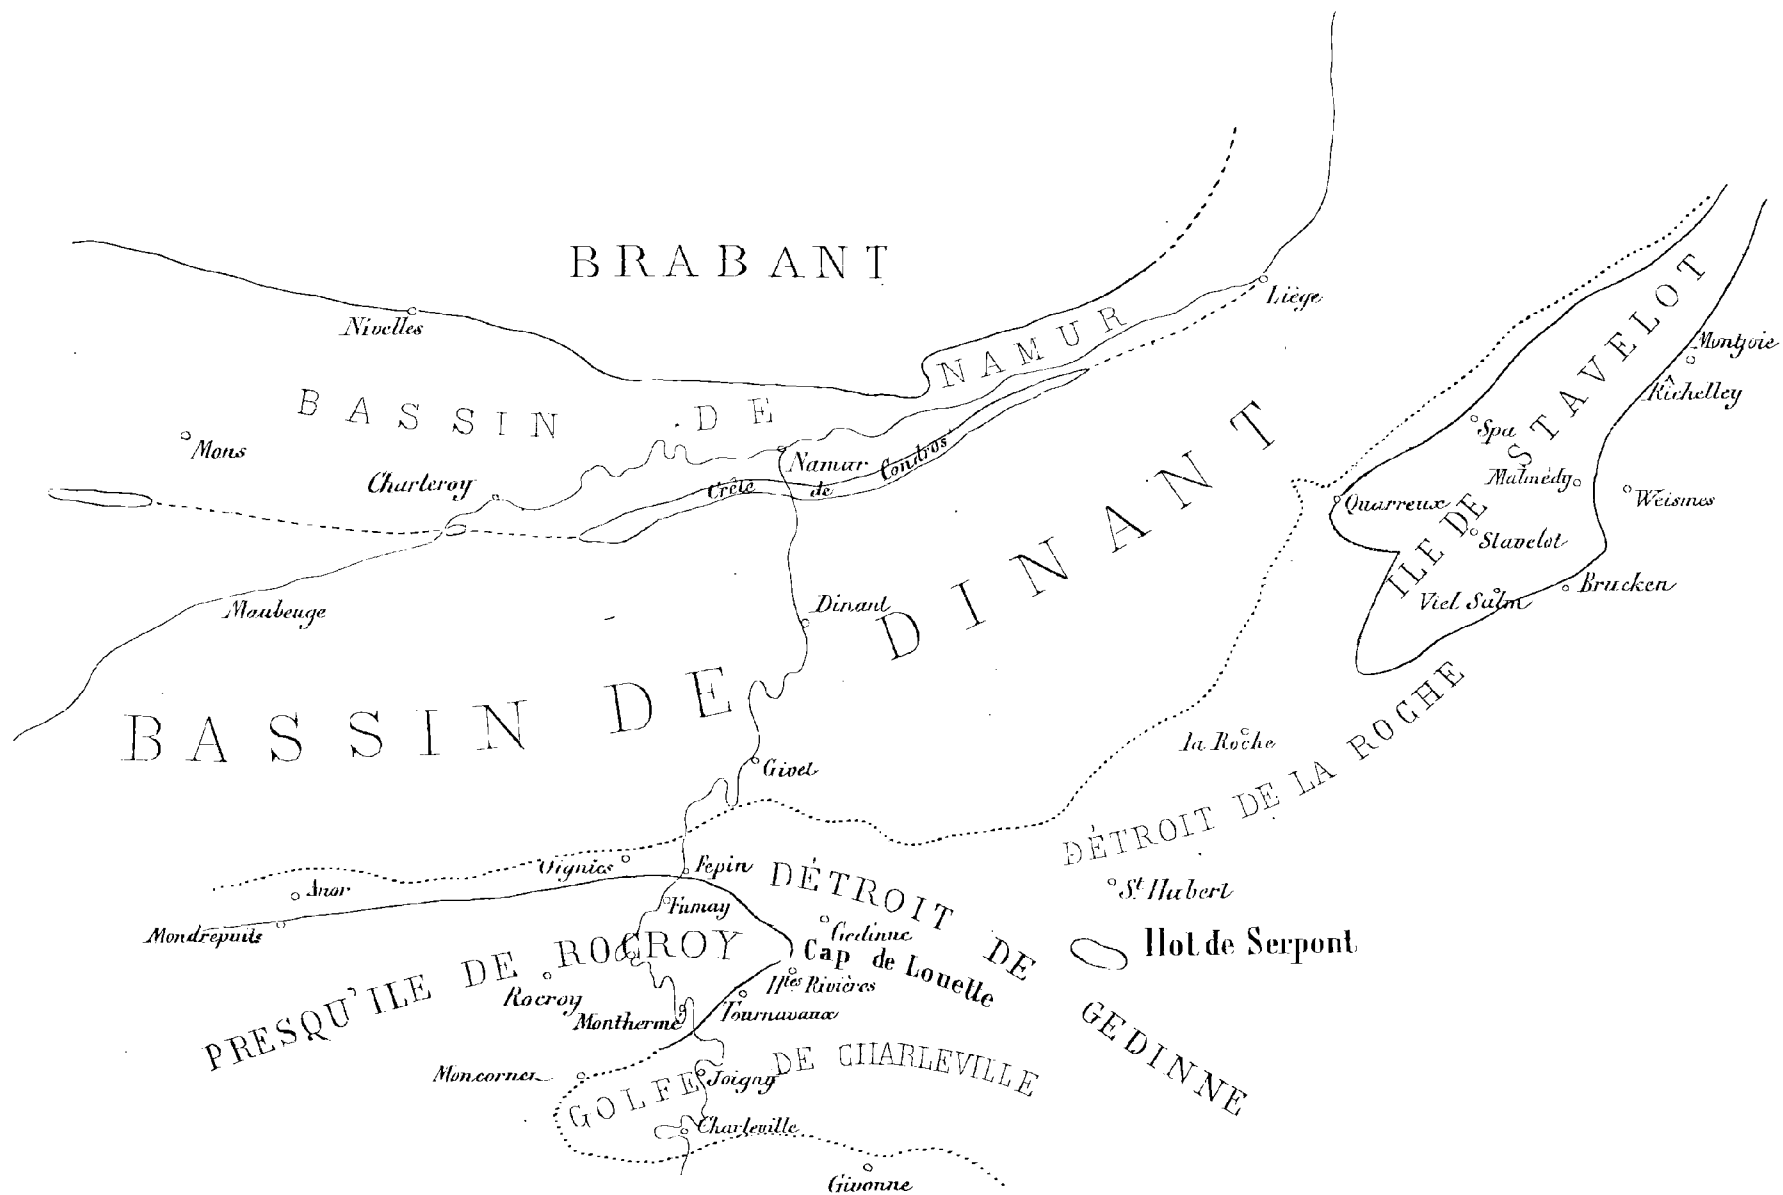 BRABANT
Nivelles
Liège
BASSIN DE NAMUR
Mons
Charleroy
Namur
Crête de Condros
Maubeuge
Dinant
BASSIN DE DINANT
Givet
Montjoie
Richelley
Spa
Malmédy
Weismes
Quarreux
Stavelot
ILE DE STAVELOT
Viel Salm
Brucken
la Roche
DÉTROIT DE LA ROCHE
Vignies
Fepin
Anor
Fumay
Mondrepuits
DÉTROIT DE GEDINNE
St. Hubert
Gedinne
Cap de Louette
Ilot de Serpont
PRESQU'ILE DE ROCROY
Rocroy
Htes Rivières
Tournavaux
Montherme
Moncornet
Joigny
GOLFE DE CHARLEVILLE
Charleville
Givonne